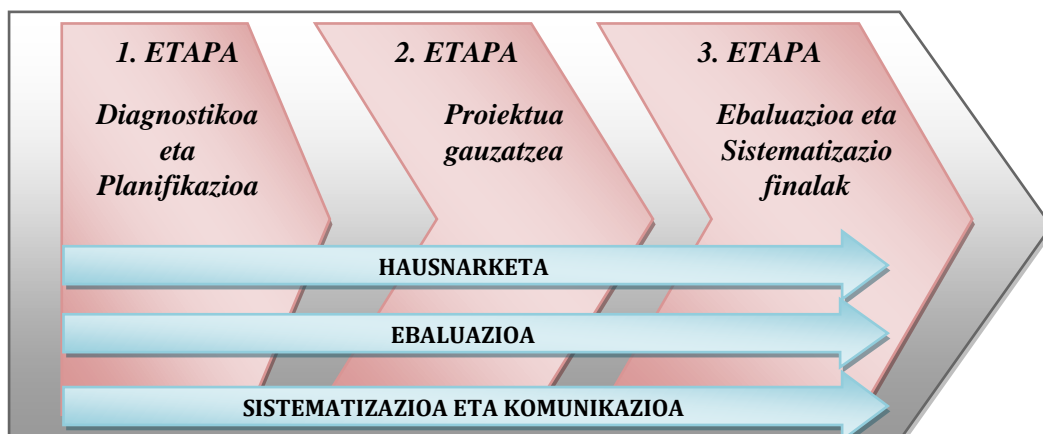 1. ETAPA
Diagnostikoa
eta
Planifikazioa
2. ETAPA
Proiektua
gauzatzea
3. ETAPA
Ebaluazioa eta
Sistematizazio
finalak
HAUSNARKETA
EBALUAZIOA
SISTEMATIZAZIOA ETA KOMUNIKAZIOA